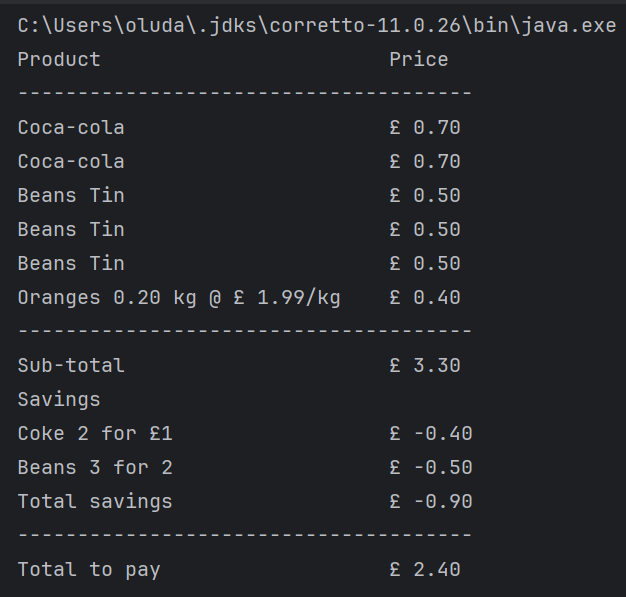 C:\Users\oluda\.jdks\corretto-11.0.26\bin\java.exe
Product Price
--------------------------------------
Coca-cola £ 0.70
Coca-cola £ 0.70
Beans Tin £ 0.50
Beans Tin £ 0.50
Beans Tin £ 0.50
Oranges 0.20 kg @ £ 1.99/kg £ 0.40
--------------------------------------
Sub-total £ 3.30
Savings
Coke 2 for £1 £ -0.40
Beans 3 for 2 £ -0.50
Total savings £ -0.90
--------------------------------------
Total to pay £ 2.40